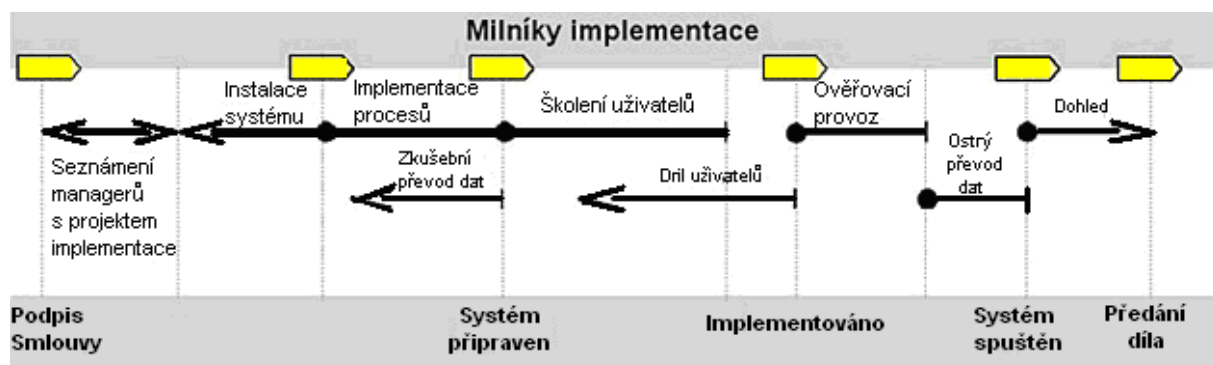 Milníky implementace
Instalace
systému
Implementace
procesů
Školení uživatelů
Ověřovací
provoz
Dohled
Seznámení
managerů
s projektem
implementace
Zkušební
převod dat
Dril uživatelů
Ostrý
převod
dat
Podpis
Smlouvy
Systém
připraven
Implementováno
Systém
spuštěn
Předání
díla